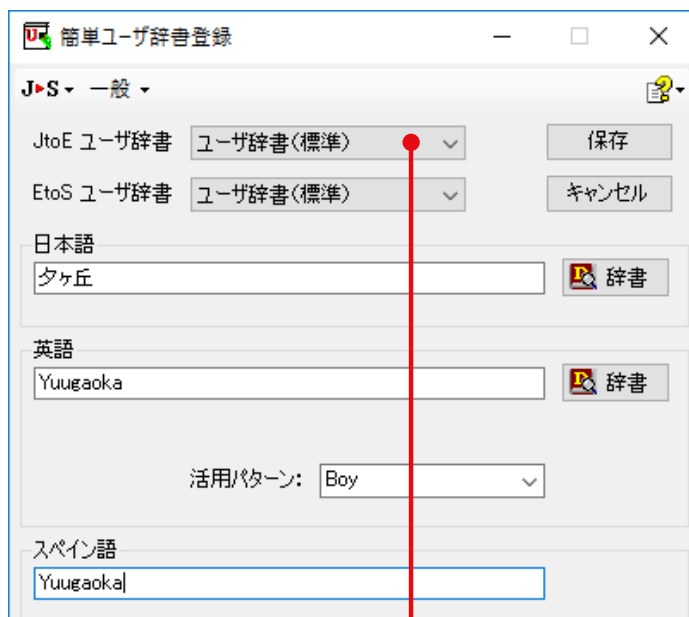 簡単ユーザ辞書登録
J▶S 一般
JtoE ユーザ辞書 ユーザ辞書(標準) 保存
EtoS ユーザ辞書 ユーザ辞書(標準) キャンセル
日本語
夕ヶ丘 辞書
英語
Yuugaoka 辞書
活用パターン: Boy
スペイン語
Yuugaoka